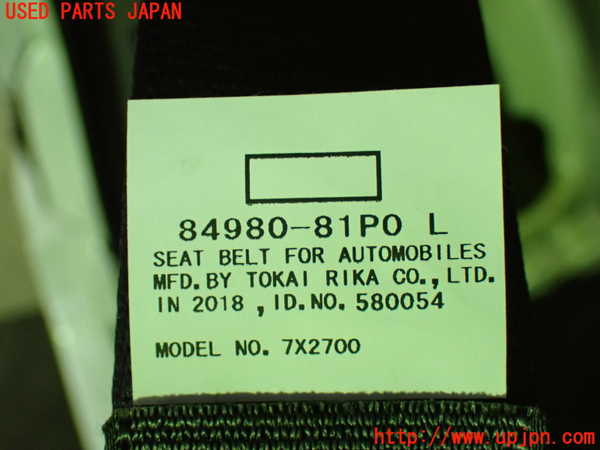 USED PARTS JAPAN
84980-81P0 L
SEAT BELT FOR AUTOMOBILES
MFD.BY TOKAI RIKA CO.,LTD.
IN 2018 ,ID.NO.580054
MODEL NO. 7X2700
http://www.upjpn.com/